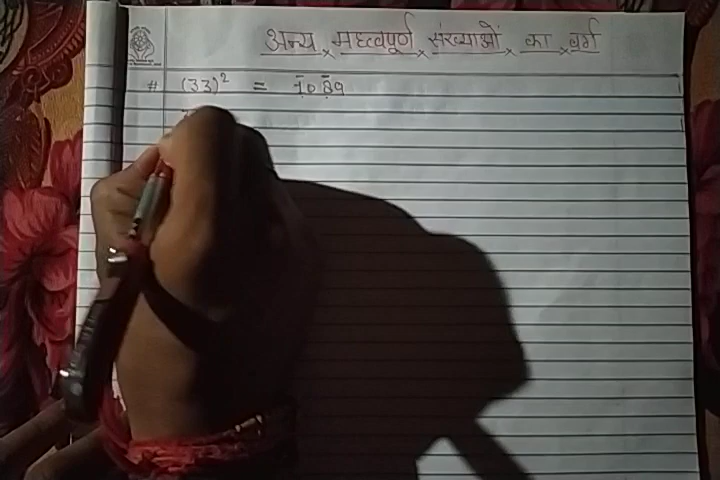 अन्य महत्वपूर्ण संख्याओं का वर्ग
# (33)² = 1089